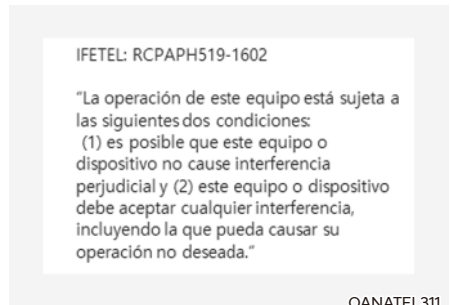 IFETEL: RCPAPH519-1602
“La operación de este equipo está sujeta a
las siguientes dos condiciones:
(1) es posible que este equipo o
dispositivo no cause interferencia
perjudicial y (2) este equipo o dispositivo
debe aceptar cualquier interferencia,
incluyendo la que pueda causar su
operación no deseada.”
OANATEL311